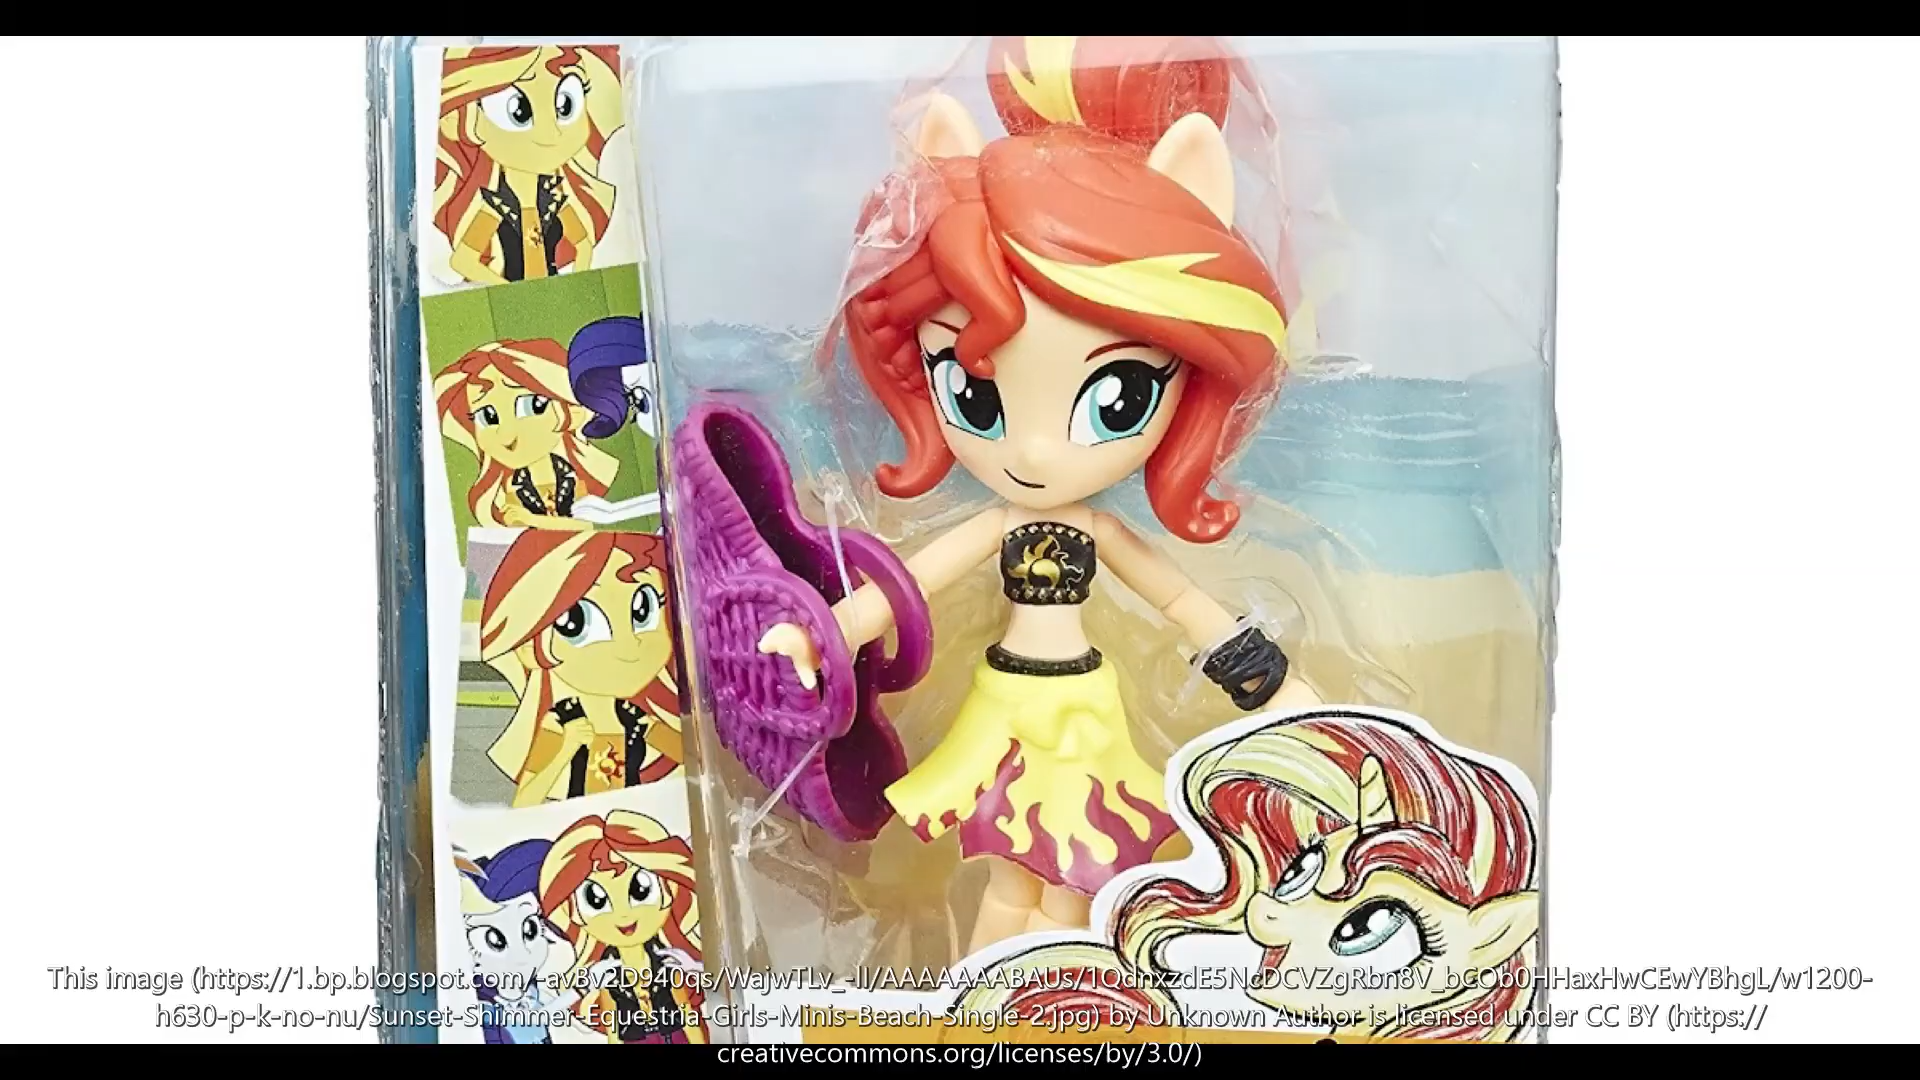 This image (https://1.bp.blogspot.com/-avBv2D940qs/WajwTLv_-lI/AAAAAAABAUs/1QdnxzdE5NcDCVZgRbn8V_bCOb0HHaxHwCEwYBhgL/w1200-
h630-p-k-no-nu/Sunset-Shimmer-Equestria-Girls-Minis-Beach-Single-2.jpg) by Unknown Author is licensed under CC BY (https://
creativecommons.org/licenses/by/3.0/)